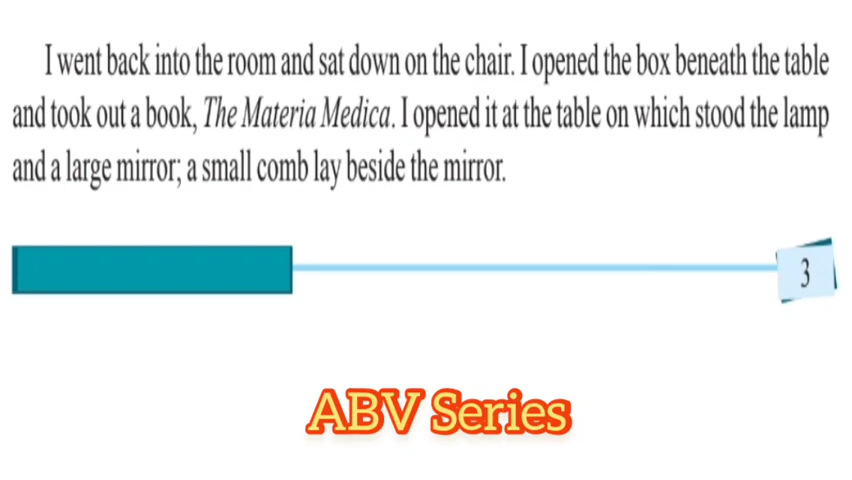 I went back into the room and sat down on the chair. I opened the box beneath the table
and took out a book, The Materia Medica. I opened it at the table on which stood the lamp
and a large mirror; a small comb lay beside the mirror.
3
ABV Series